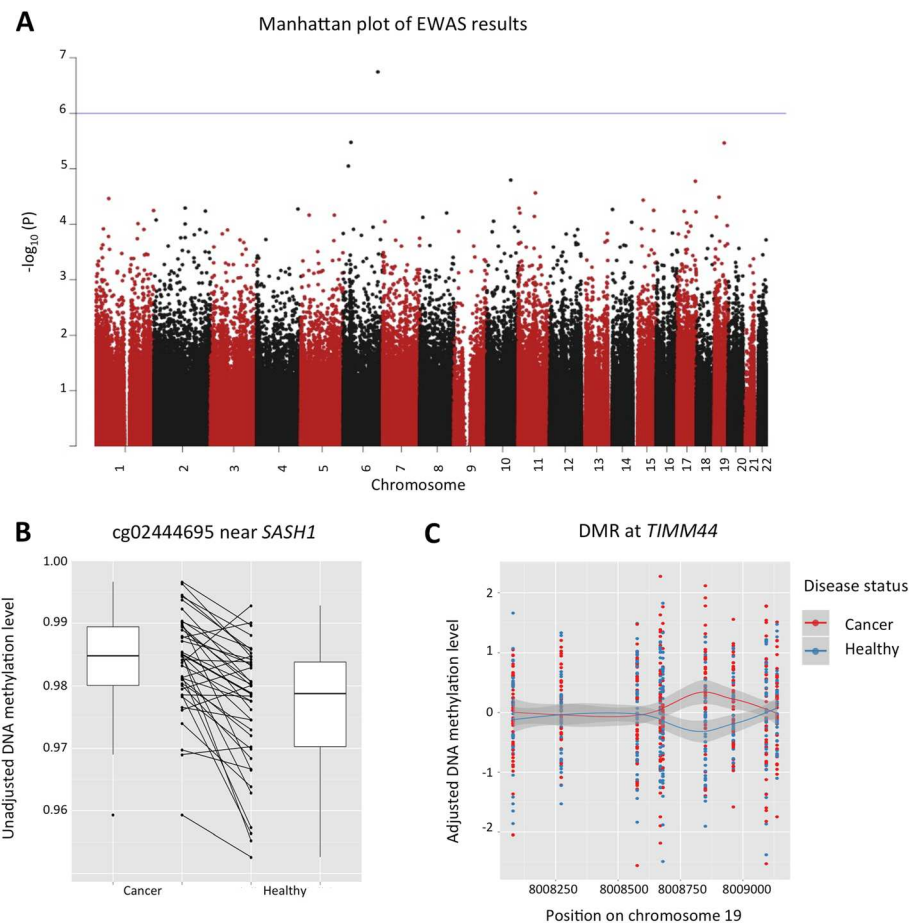 A
Manhattan plot of EWAS results
7
6
5
4
3
2
1
-log10 (P)
1 2 3 4 5 6 7 8 9 10 11 12 13 14 15 16 17 18 19 20 21 22
Chromosome
B
cg02444695 near SASH1
Unadjusted DNA methylation level
1.00
0.99
0.98
0.97
0.96
Cancer Healthy
C
DMR at TIMM44
Adjusted DNA methylation level
2
1
0
-1
-2
8008250 8008500 8008750 8009000
Position on chromosome 19
Disease status
Cancer
Healthy